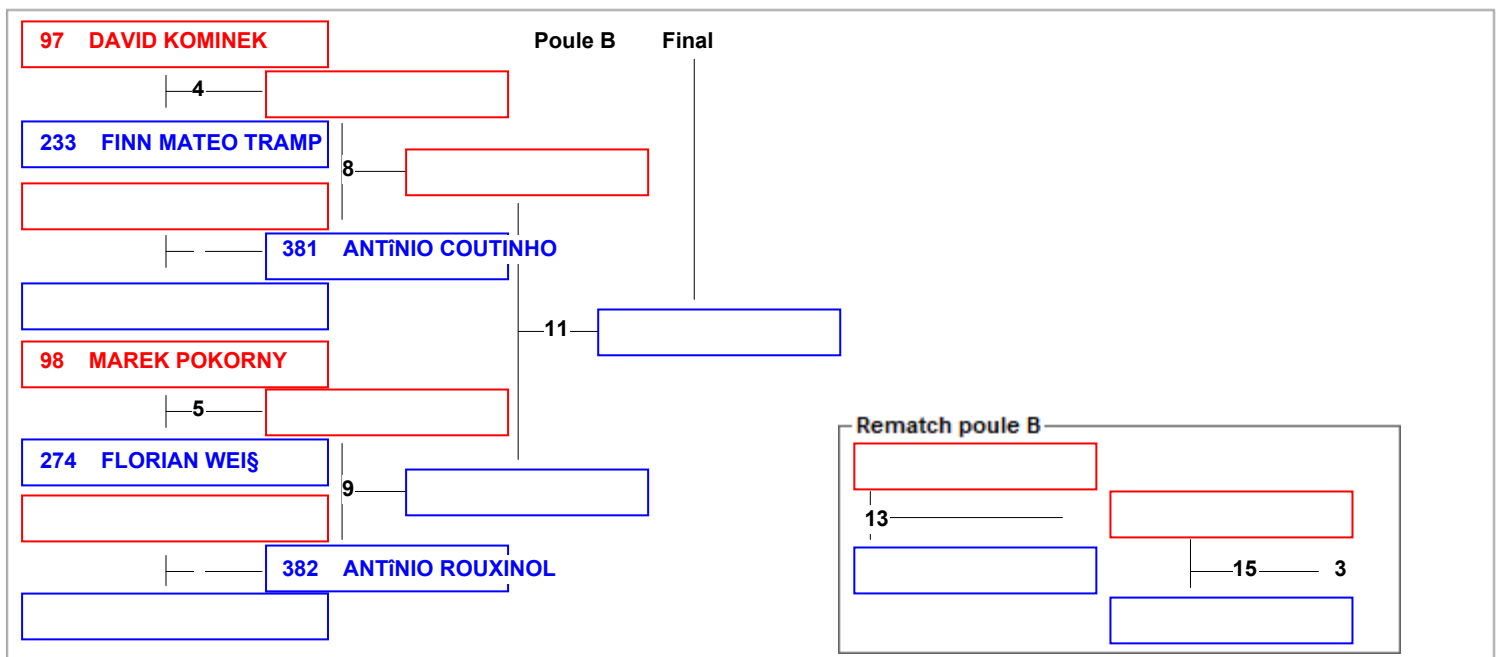 97 DAVID KOMINEK
Poule B Final
4
233 FINN MATEO TRAMP
8
381 ANTîNIO COUTINHO
11
98 MAREK POKORNY
5
274 FLORIAN WEI§
9
382 ANTîNIO ROUXINOL
Rematch poule B
13
15 3